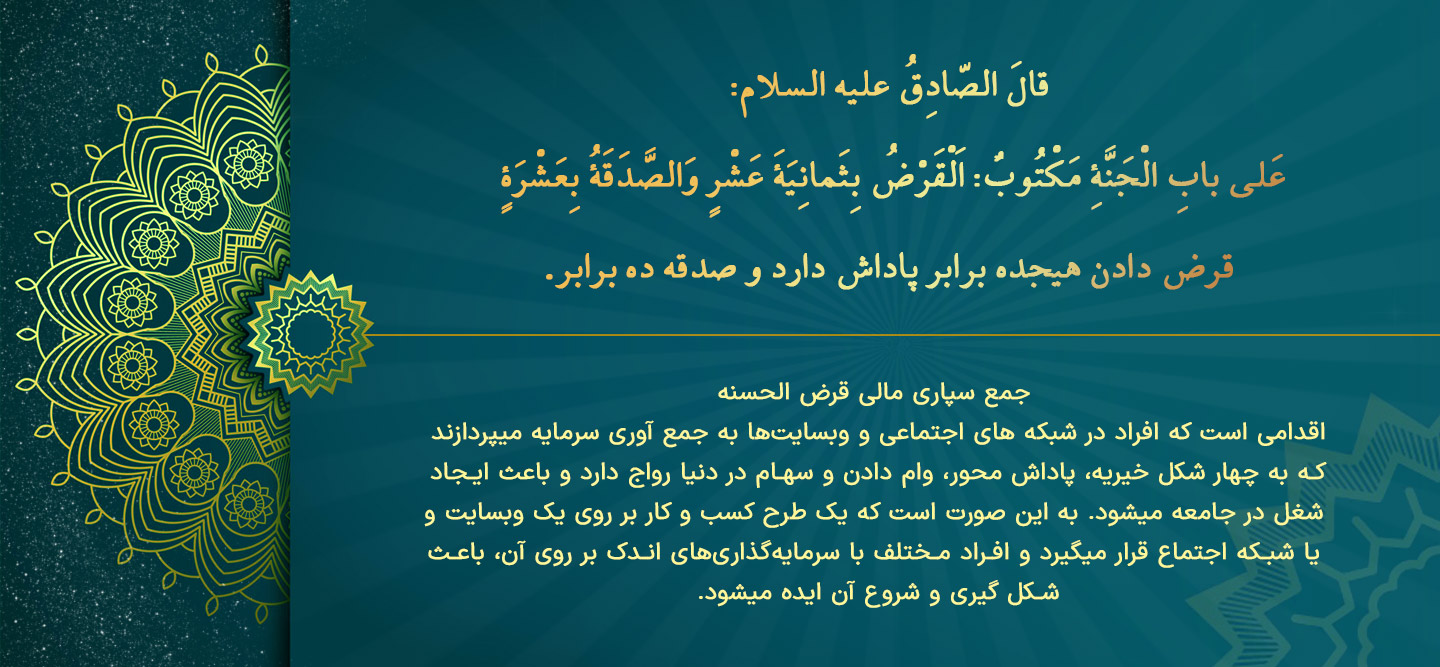 قالَ الصّادِقُ علیه السلام:
عَلی بابِ الْجَنَّةِ مَکْتُوبٌ: اَلْقَرْضُ بِثَمانِیَةَ عَشْرٍ وَالصَّدَقَةُ بِعَشْرَةٍ
قرض دادن هیجده برابر پاداش دارد و صدقه ده برابر.
جمع سپاری مالی قرض الحسنه
اقدامی است که افراد در شبکه های اجتماعی و وبسایت‌ها به جمع آوری سرمایه میپردازند
که به چهار شکل خیریه، پاداش محور، وام دادن و سهام در دنیا رواج دارد و باعث ایجاد
شغل در جامعه میشود. به این صورت است که یک طرح کسب و کار بر روی یک وبسایت و
یا شبکه اجتماع قرار میگیرد و افراد مختلف با سرمایه‌گذاری‌های اندک بر روی آن، باعث
شکل گیری و شروع آن ایده میشود.